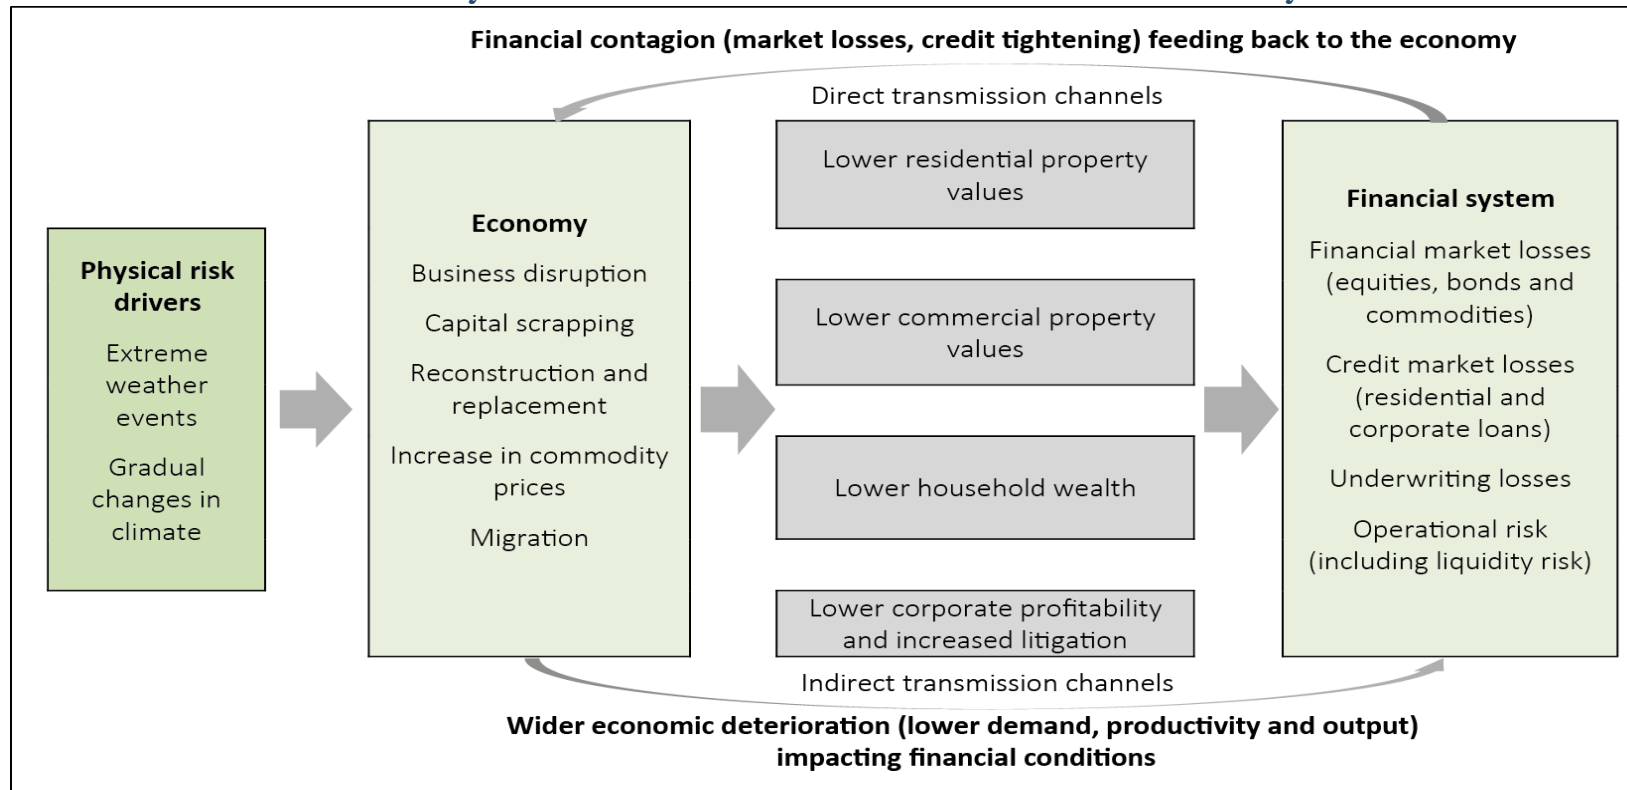 Financial contagion (market losses, credit tightening) feeding back to the economy
Direct transmission channels
Physical risk
drivers
Extreme
weather
events
Gradual
changes in
climate
Economy
Business disruption
Capital scrapping
Reconstruction and
replacement
Increase in commodity
prices
Migration
Lower residential property
values
Lower commercial property
values
Lower household wealth
Lower corporate profitability
and increased litigation
Financial system
Financial market losses
(equities, bonds and
commodities)
Credit market losses
(residential and
corporate loans)
Underwriting losses
Operational risk
(including liquidity risk)
Indirect transmission channels
Wider economic deterioration (lower demand, productivity and output)
impacting financial conditions